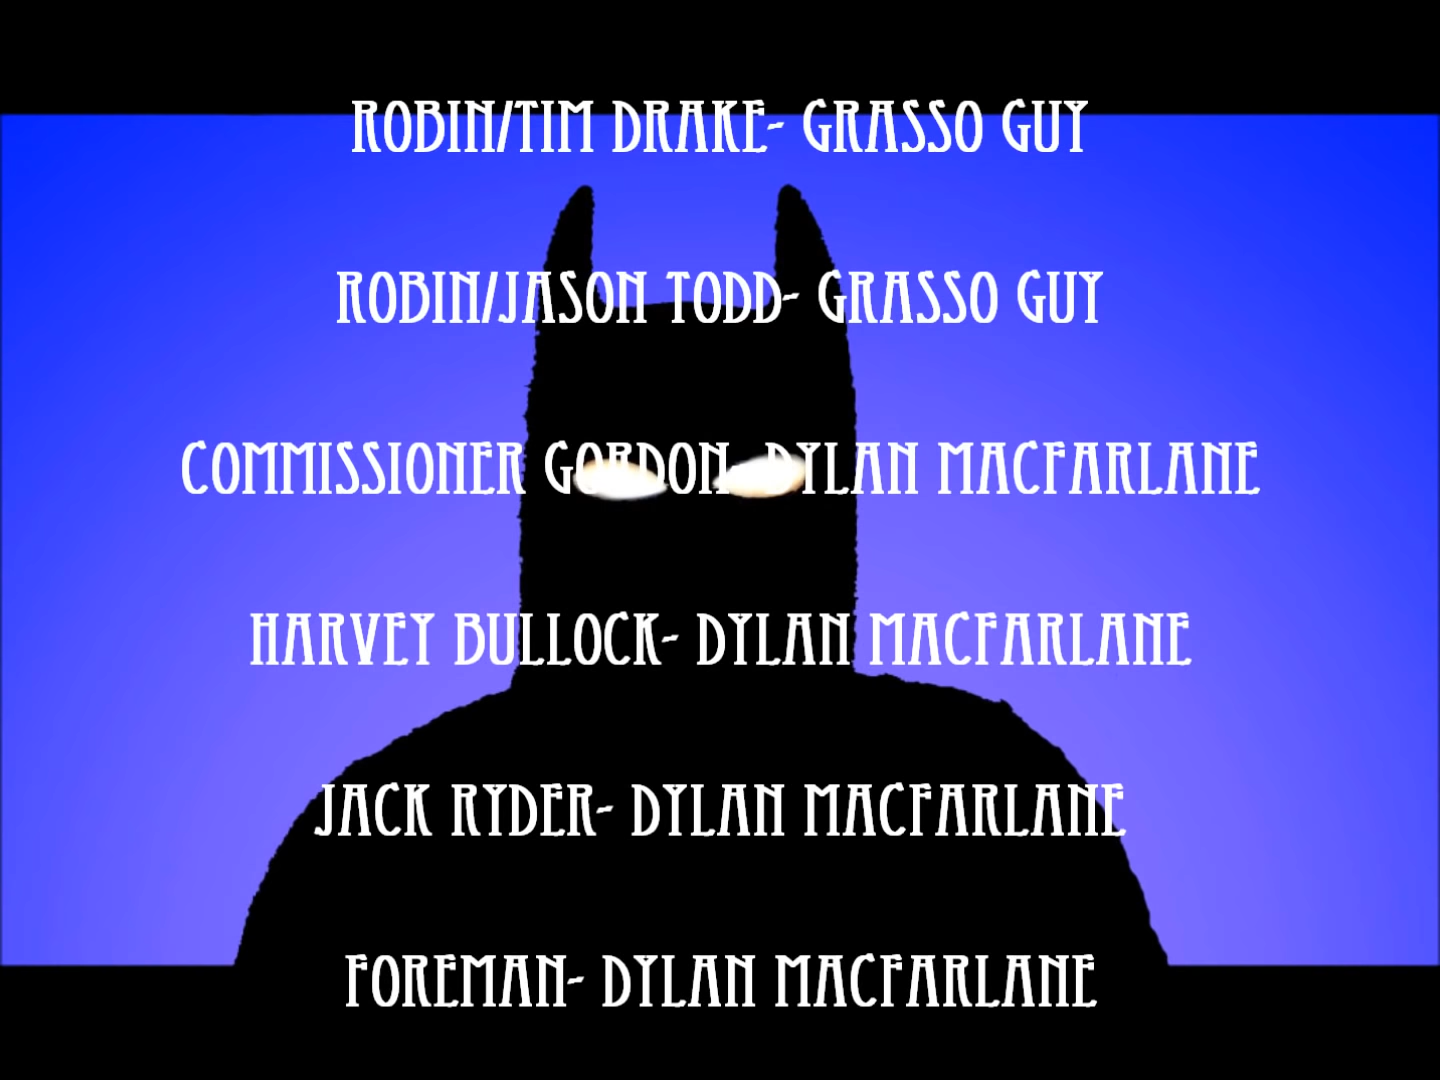 ROBIN/TIM DRAKE- GRASSO GUY
ROBIN/JASON TODD- GRASSO GUY
COMMISSIONER GORDON- DYLAN MACFARLANE
HARVEY BULLOCK- DYLAN MACFARLANE
JACK RYDER- DYLAN MACFARLANE
FOREMAN- DYLAN MACFARLANE